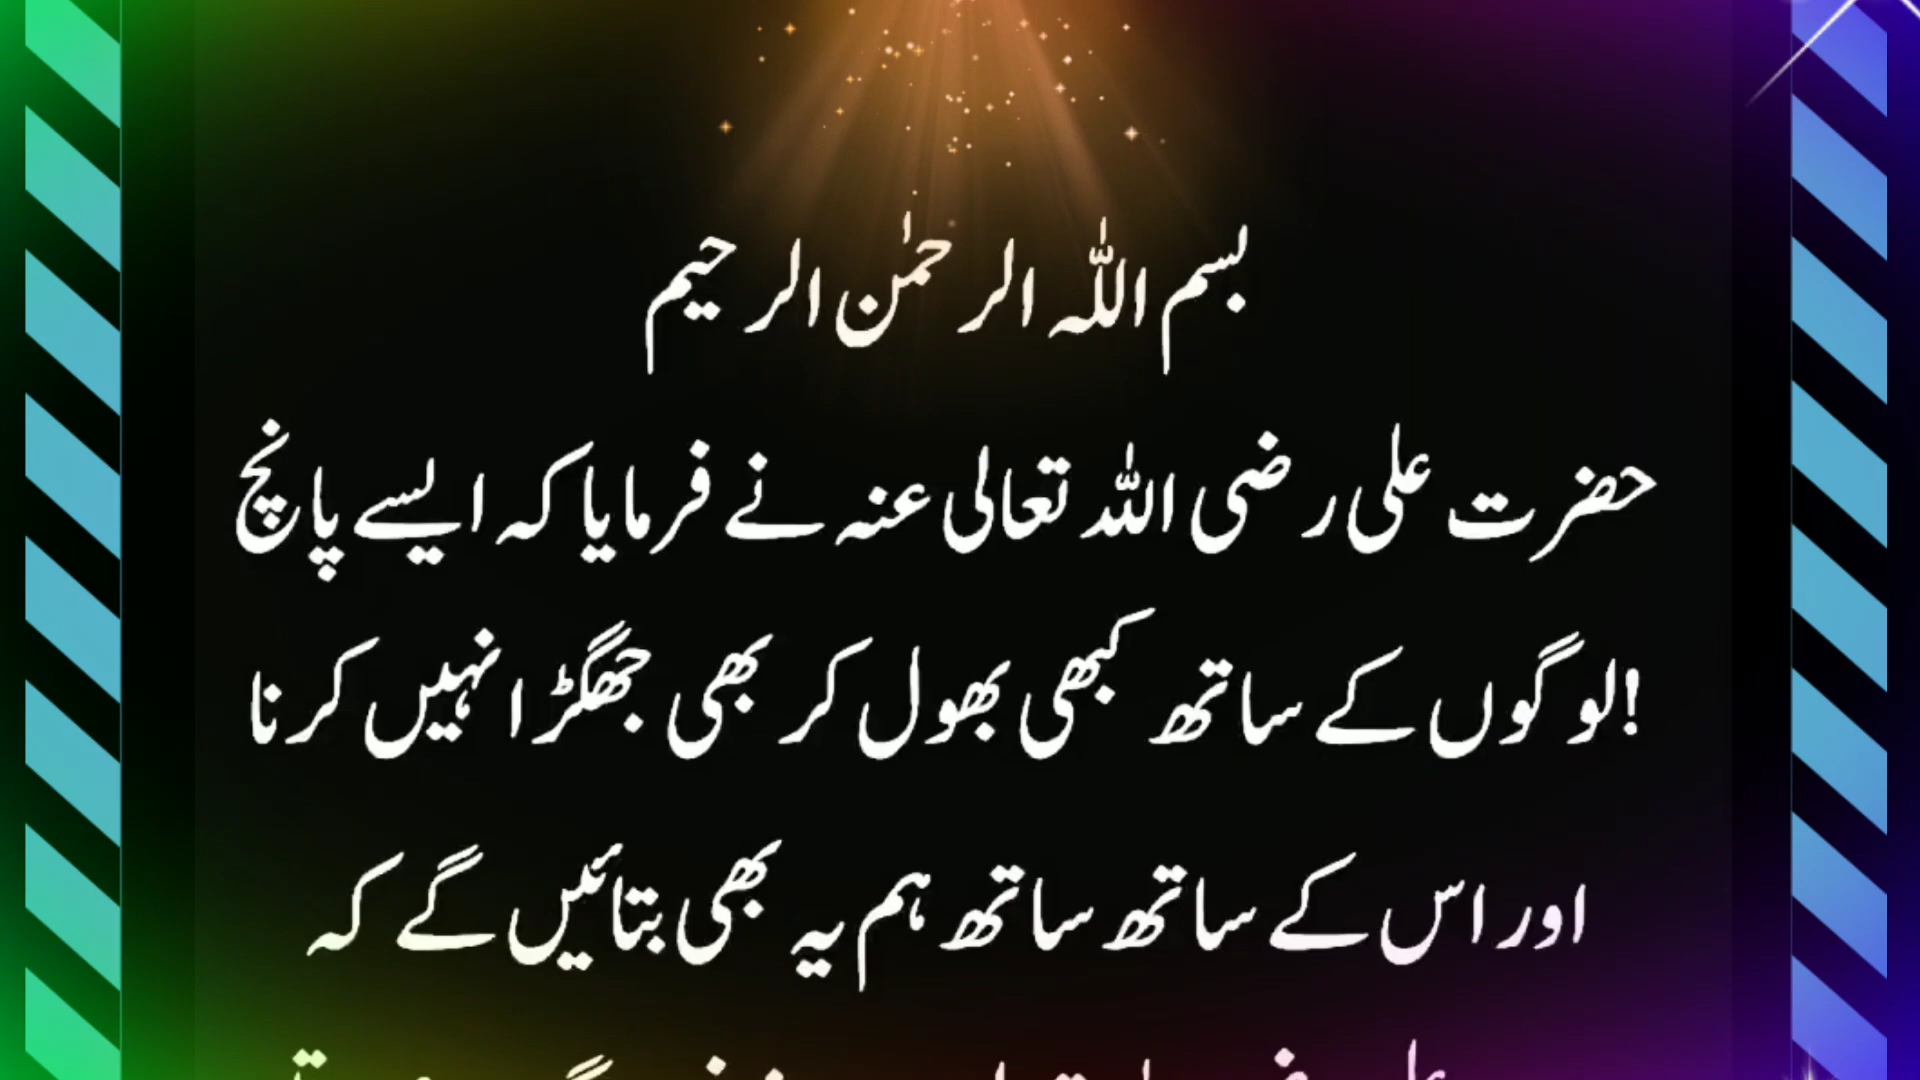 بسم اللہ الرحمٰن الرحیم
حضرت علی رضی اللہ تعالی عنہ نے فرمایا کہ ایسے پانچ
!لوگوں کے ساتھ کبھی بھول کر بھی جھگڑا نہیں کرنا
اور اس کے ساتھ ساتھ ہم یہ بھی بتائیں گے کہ